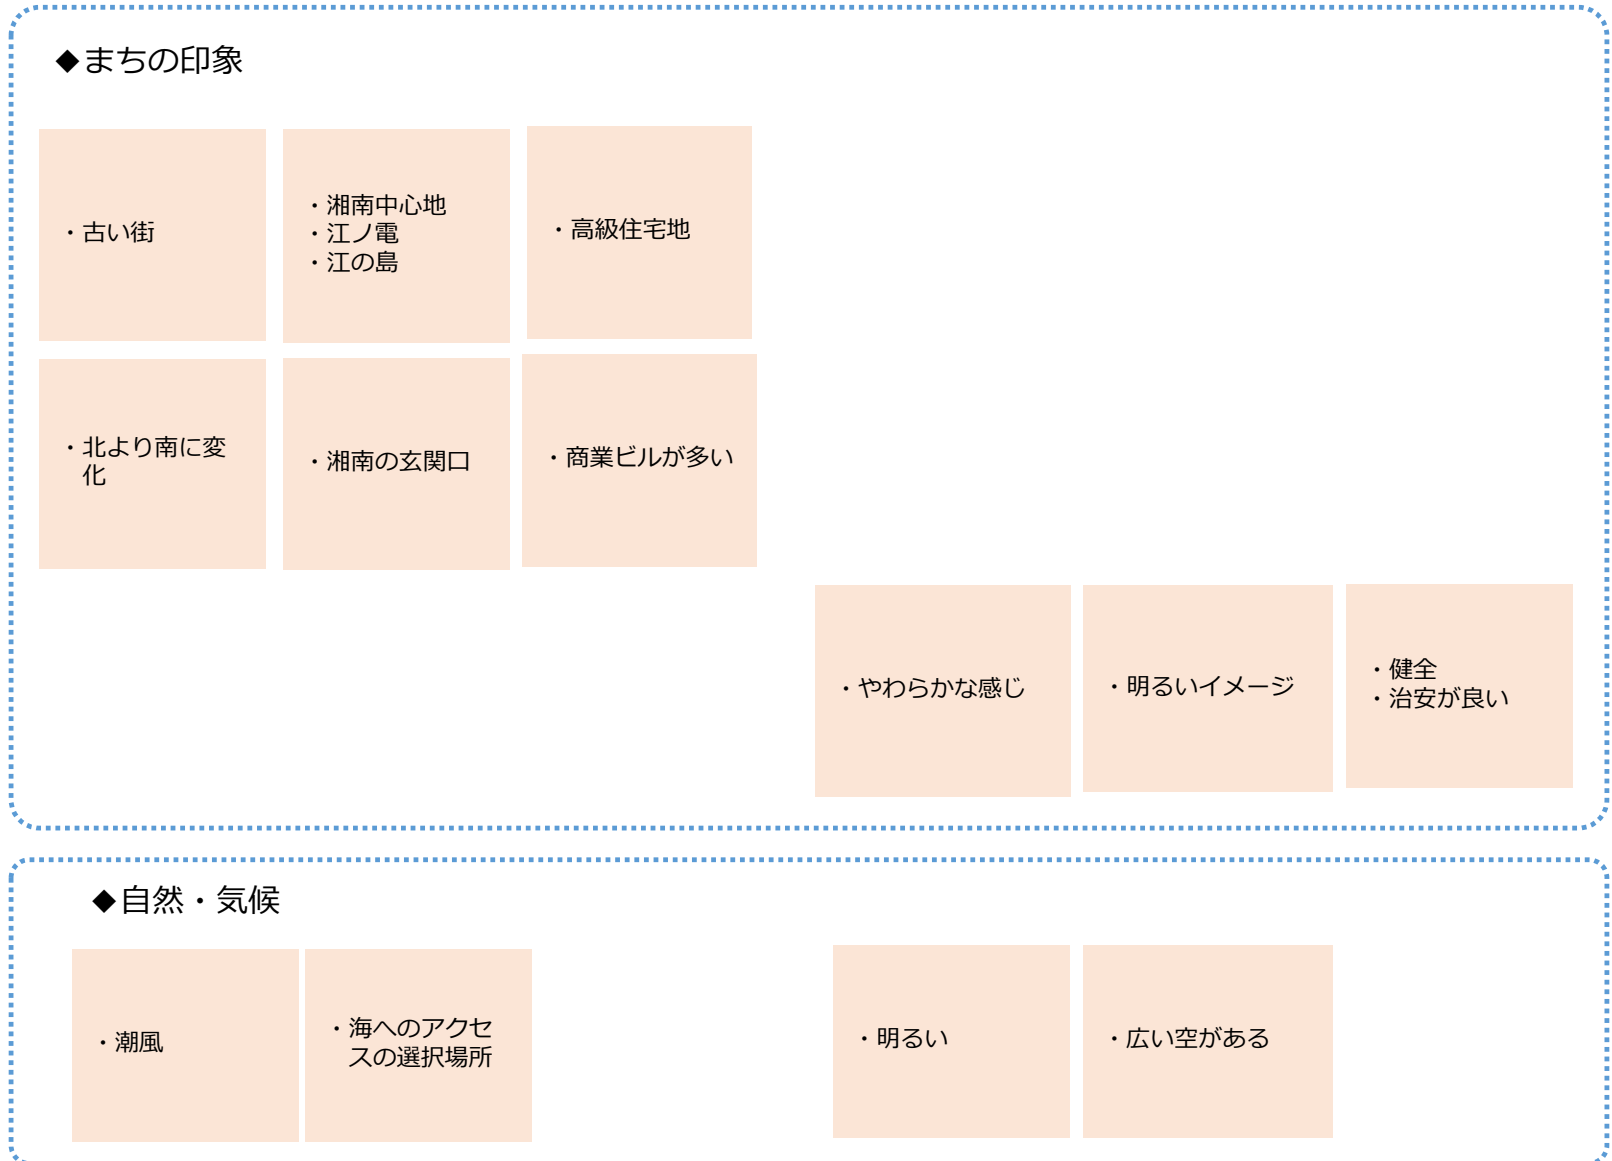 ◆まちの印象
・古い街
・湘南中心地
・江ノ電
・江の島
・高級住宅地
・北より南に変
化
・湘南の玄関口
・商業ビルが多い
・やわらかな感じ
・明るいイメージ
・健全
・治安が良い
◆自然・気候
・潮風
・海へのアクセ
スの選択場所
・明るい
・広い空がある